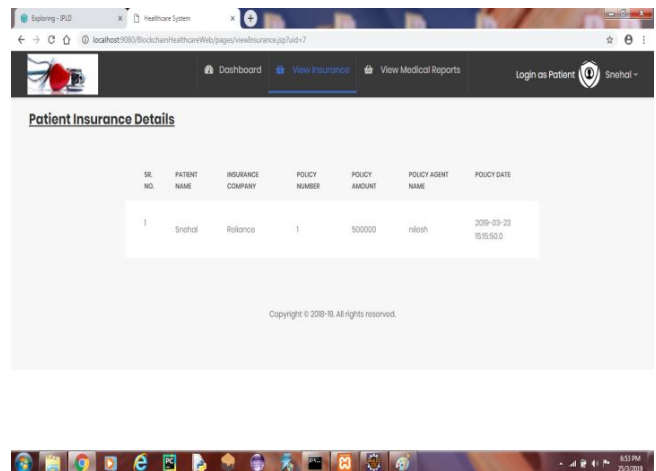 Exploring - IPLD
Healthcare System
localhost:9080/BlockchainHealthcareWeb/pages/viewInsurance.jsp?uid=7
Dashboard View Insurance View Medical Reports Login as Patient Snehal
Patient Insurance Details
SR. NO. PATIENT NAME INSURANCE COMPANY POLICY NUMBER POLICY AMOUNT POLICY AGENT NAME POLICY DATE
1 Snehal Reliance 1 500000 nilesh 2019-03-23 15:15:50.0
Copyright © 2018-19. All rights reserved.
6:53 PM
25/3/2019